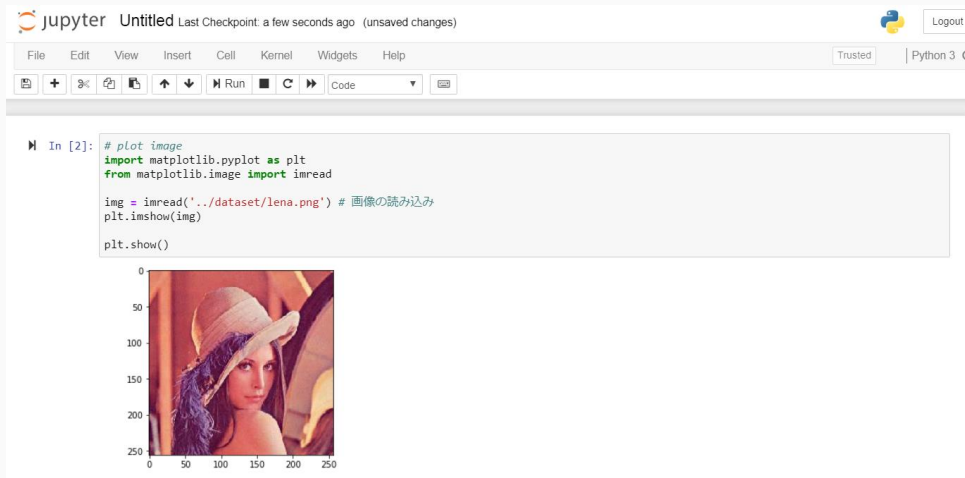 jupyter Untitled Last Checkpoint: a few seconds ago (unsaved changes)
Logout
File Edit View Insert Cell Kernel Widgets Help
Trusted
Python 3
Run
Code
In [2]:
# plot image
import matplotlib.pyplot as plt
from matplotlib.image import imread
img = imread('../dataset/lena.png') # 画像の読み込み
plt.imshow(img)
plt.show()
0
50
100
150
200
250
0 50 100 150 200 250